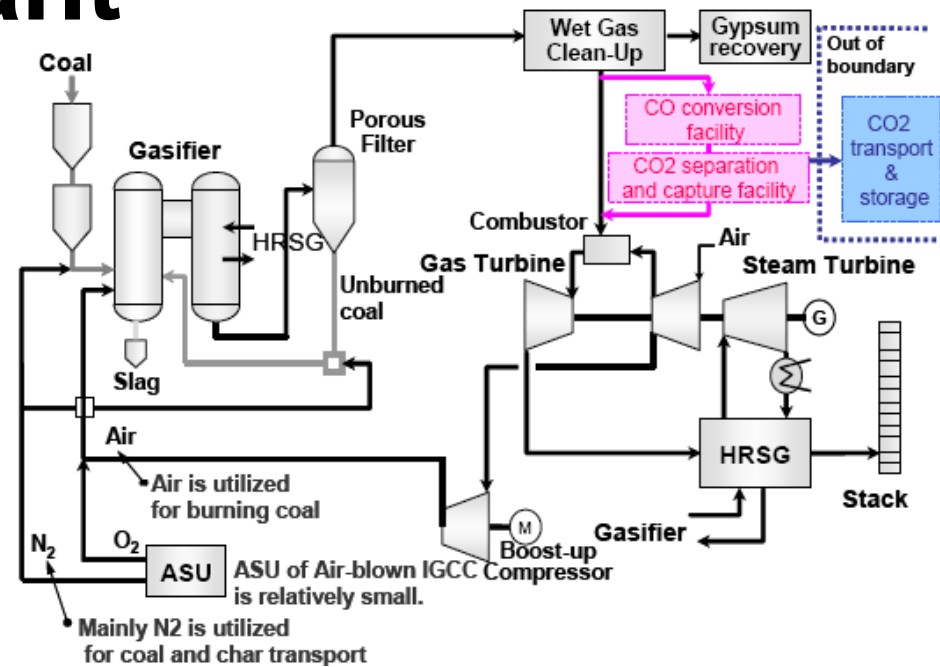 Coal
Gasifier
Porous
Filter
Wet Gas
Clean-Up
Gypsum
recovery
Out of
boundary
CO conversion
facility
CO2 separation
and capture facility
CO2
transport
&
storage
HRSG
Combustor
Air
Gas Turbine
Steam Turbine
Unburned
coal
G
Slag
Air
Air is utilized
for burning coal
HRSG
Stack
M
Boost-up
Compressor
Gasifier
N2
O2
ASU
ASU of Air-blown IGCC
is relatively small.
Mainly N2 is utilized
for coal and char transport